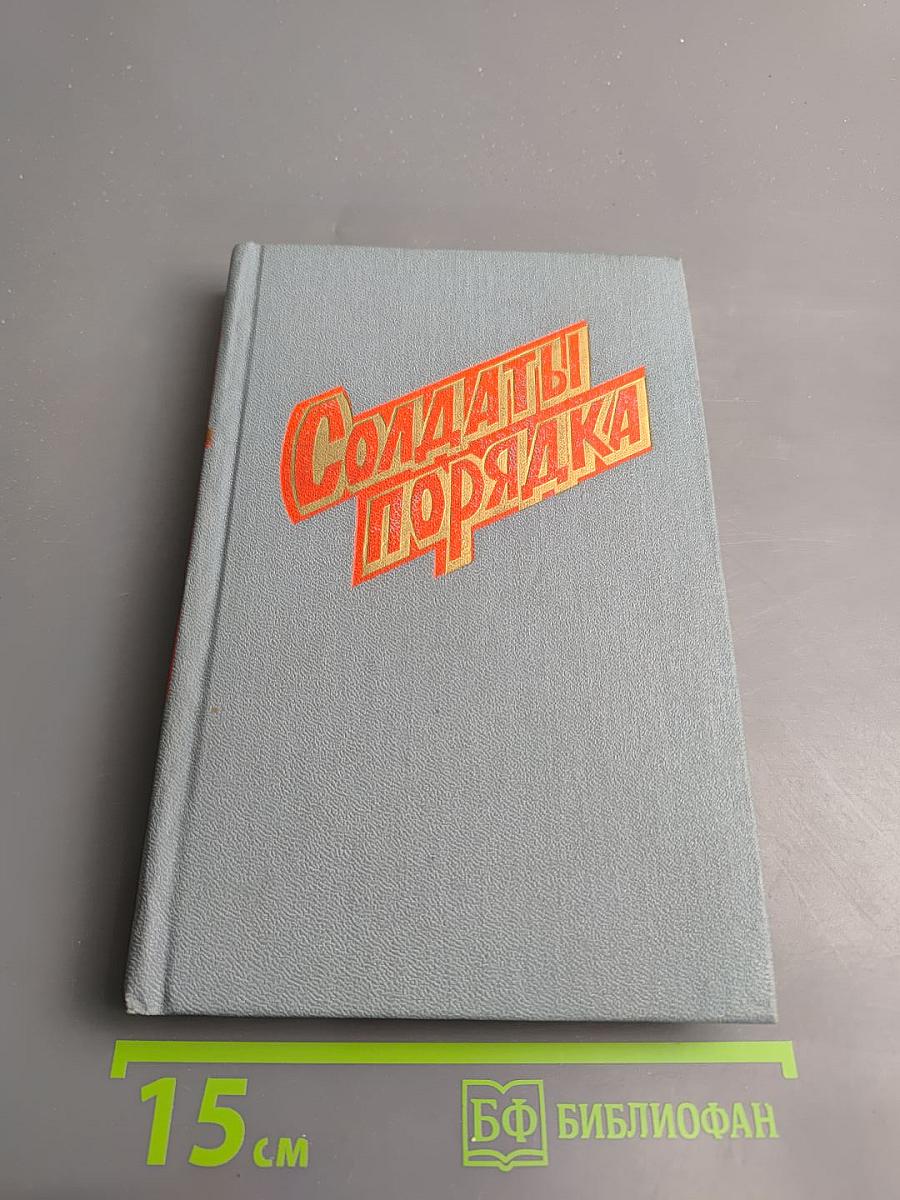 Солдаты
порядка
15 см
БФ БИБЛИОФАН